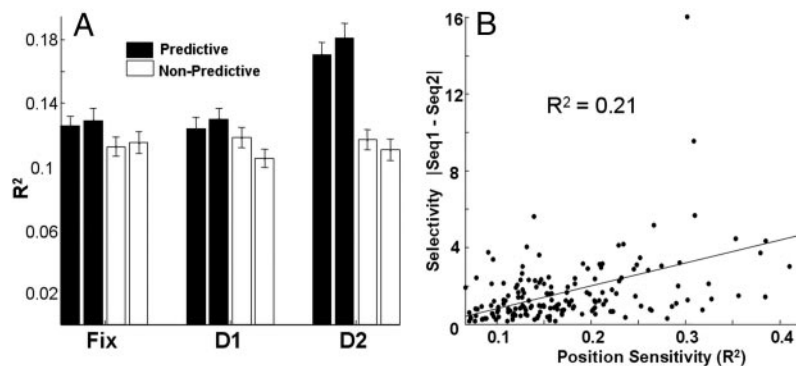 A
0.18
0.14
0.1
0.06
0.02
R²
Predictive
Non-Predictive
Fix D1 D2
B
16
12
8
4
0
Selectivity |Seq1 - Seq2|
R² = 0.21
0.1 0.2 0.3 0.4
Position Sensitivity (R²)